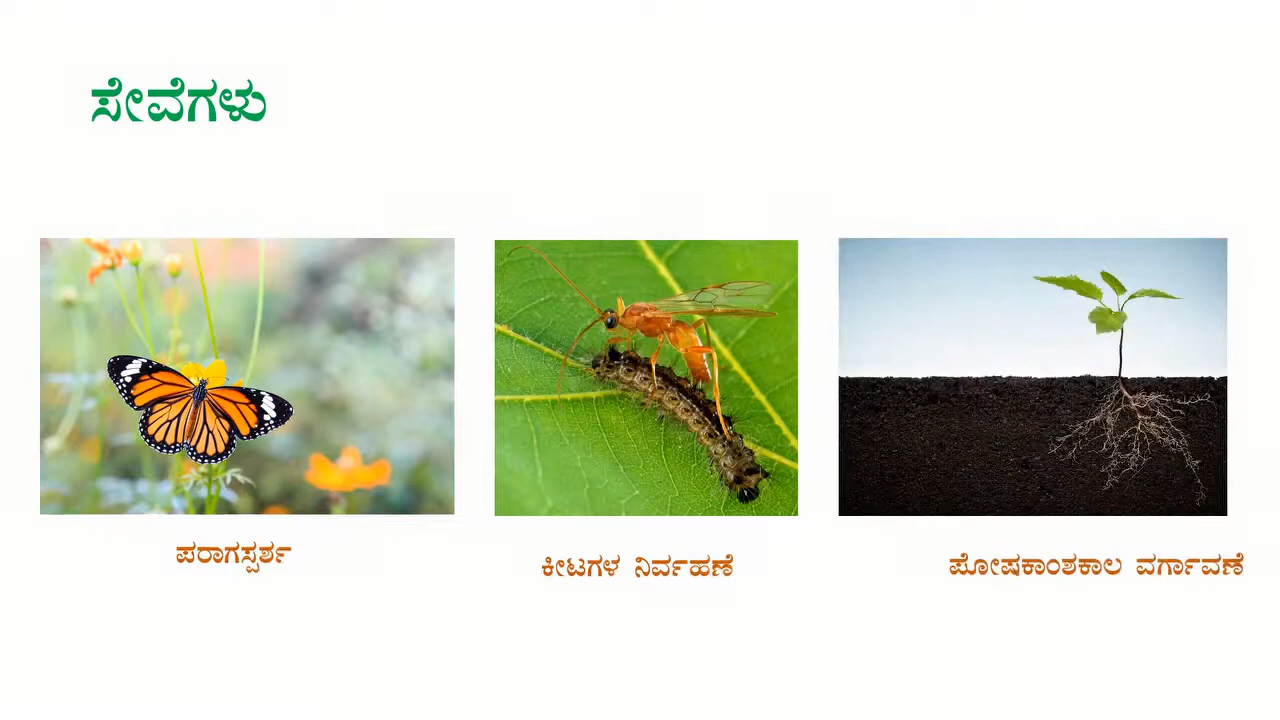 ಸೇವೆಗಳು
ಪರಾಗಸ್ಪರ್ಶ
ಕೀಟಗಳ ನಿರ್ವಹಣೆ
ಪೋಷಕಾಂಶಕಾಲ ವರ್ಗಾವಣೆ